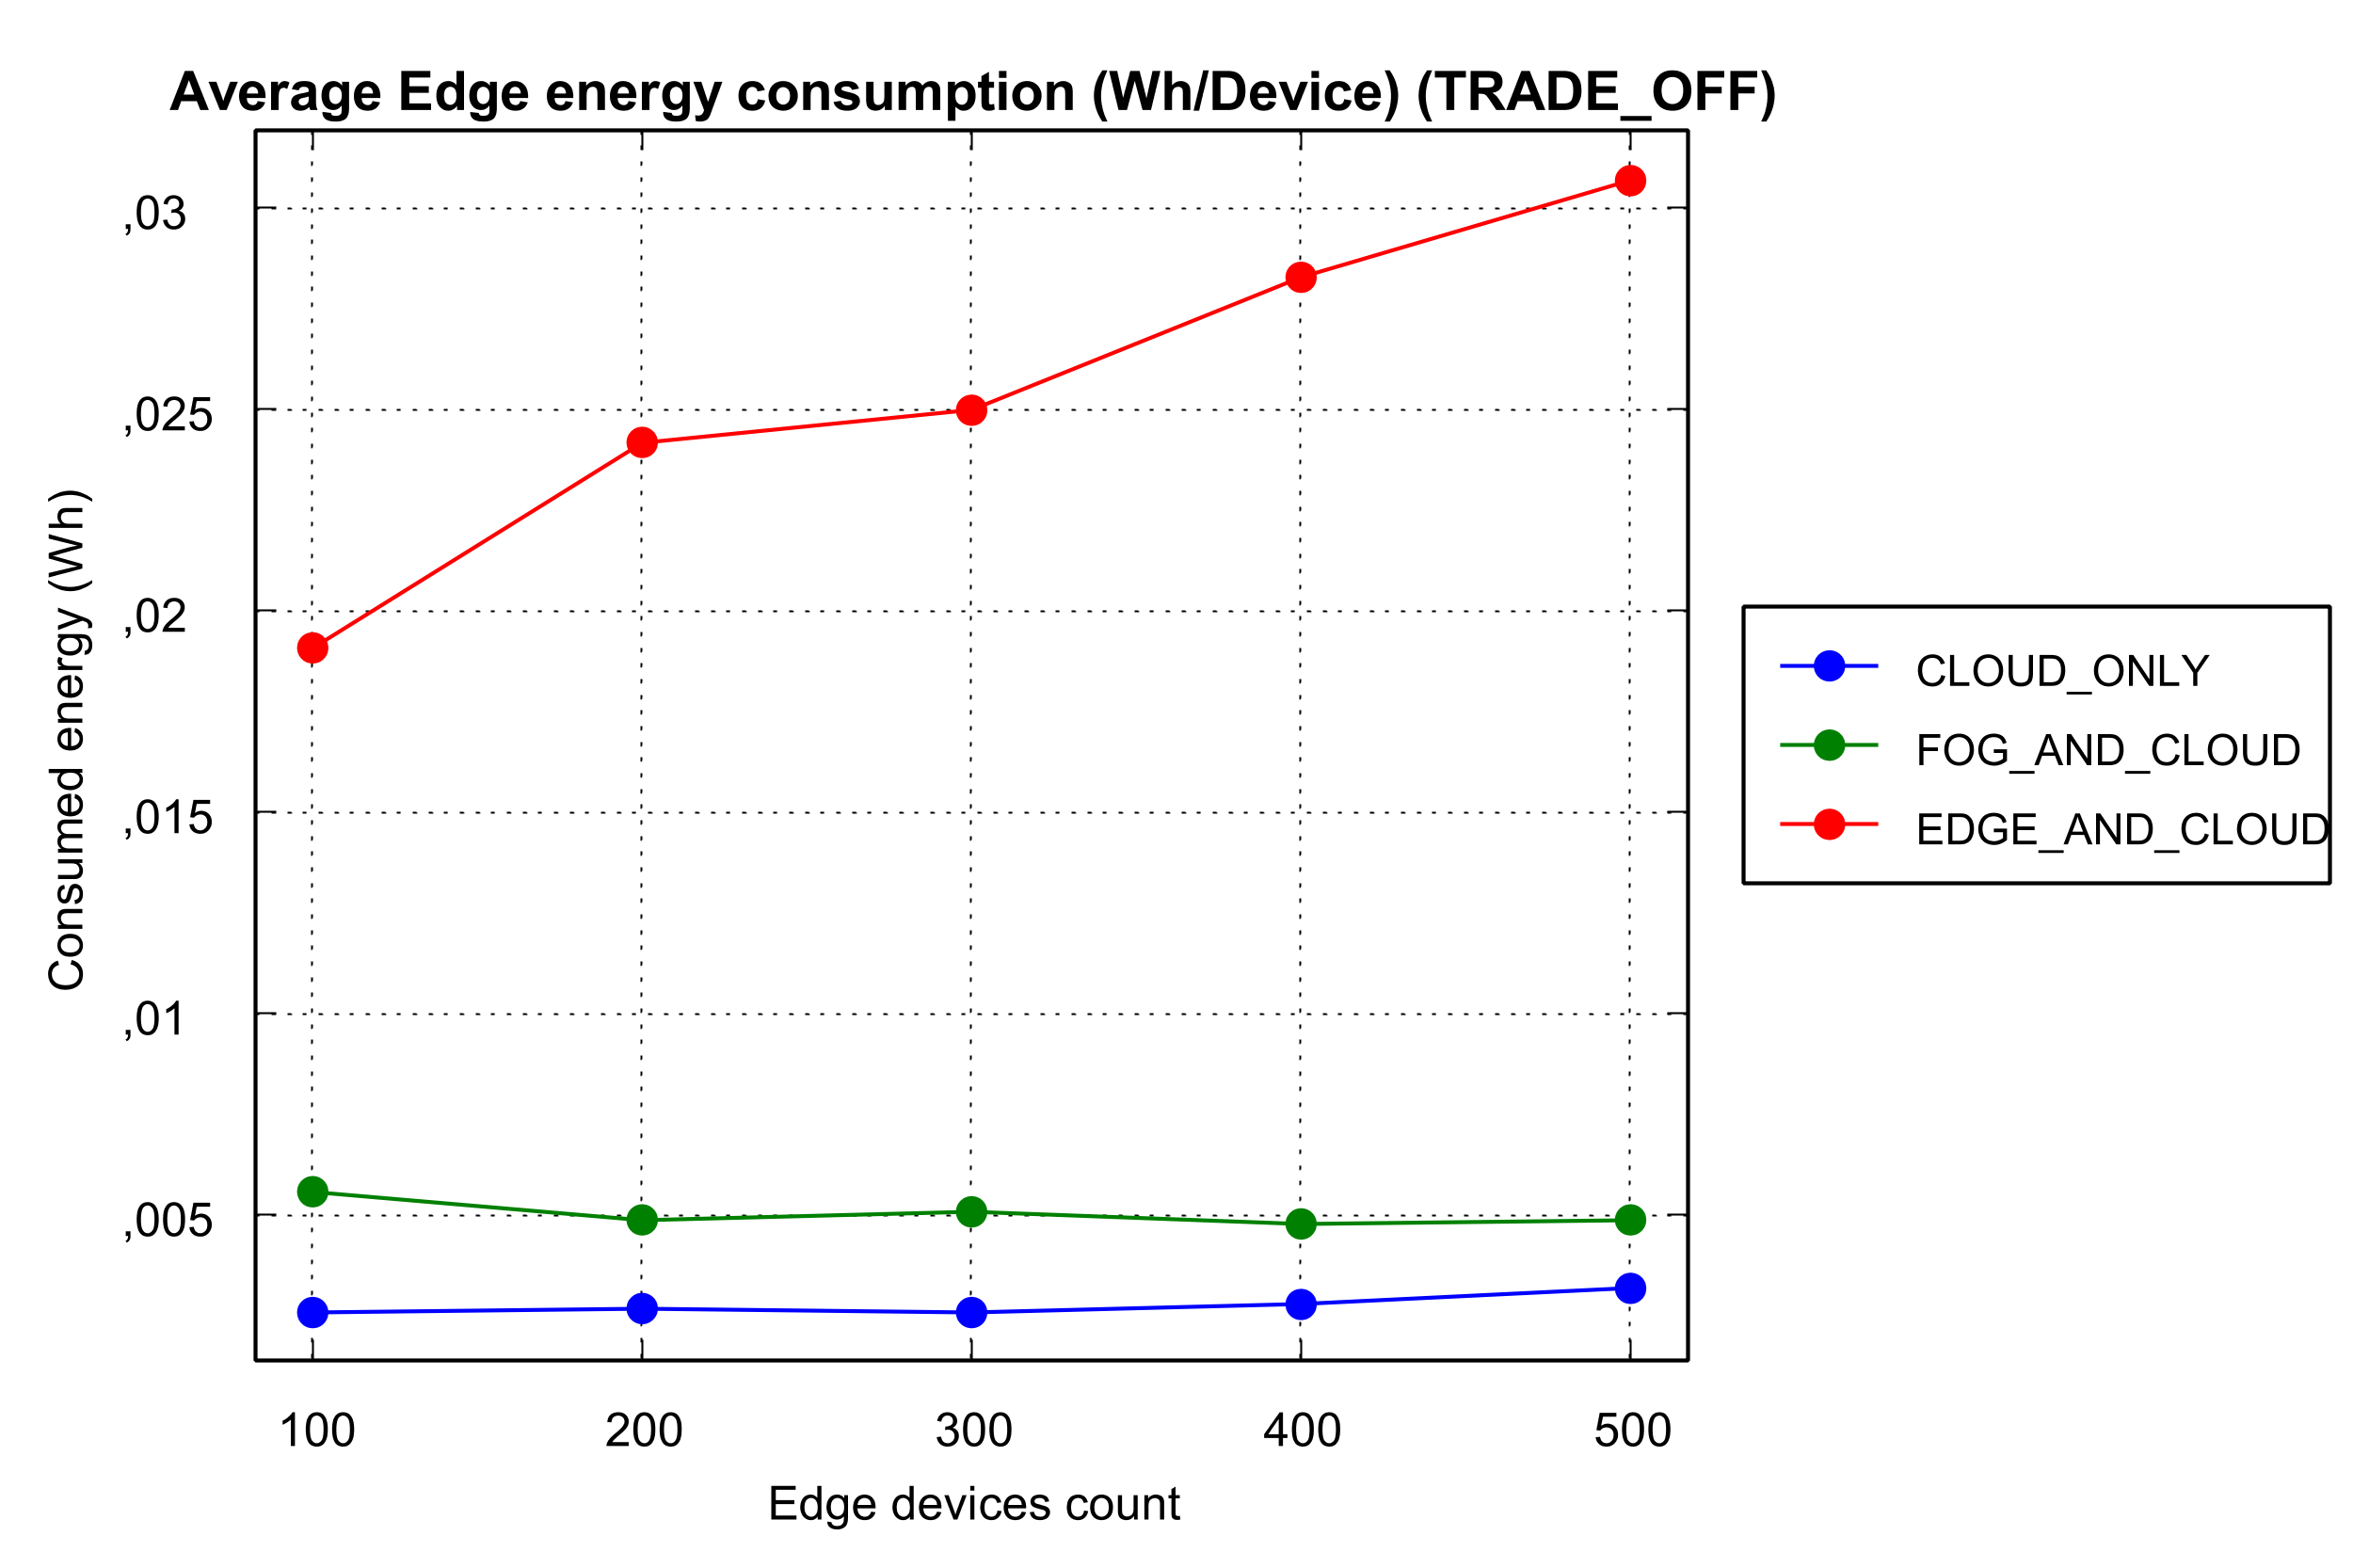 Average Edge energy consumption (Wh/Device) (TRADE_OFF)
Consumed energy (Wh)
,03
,025
,02
,015
,01
,005
100 200 300 400 500
Edge devices count
CLOUD_ONLY
FOG_AND_CLOUD
EDGE_AND_CLOUD